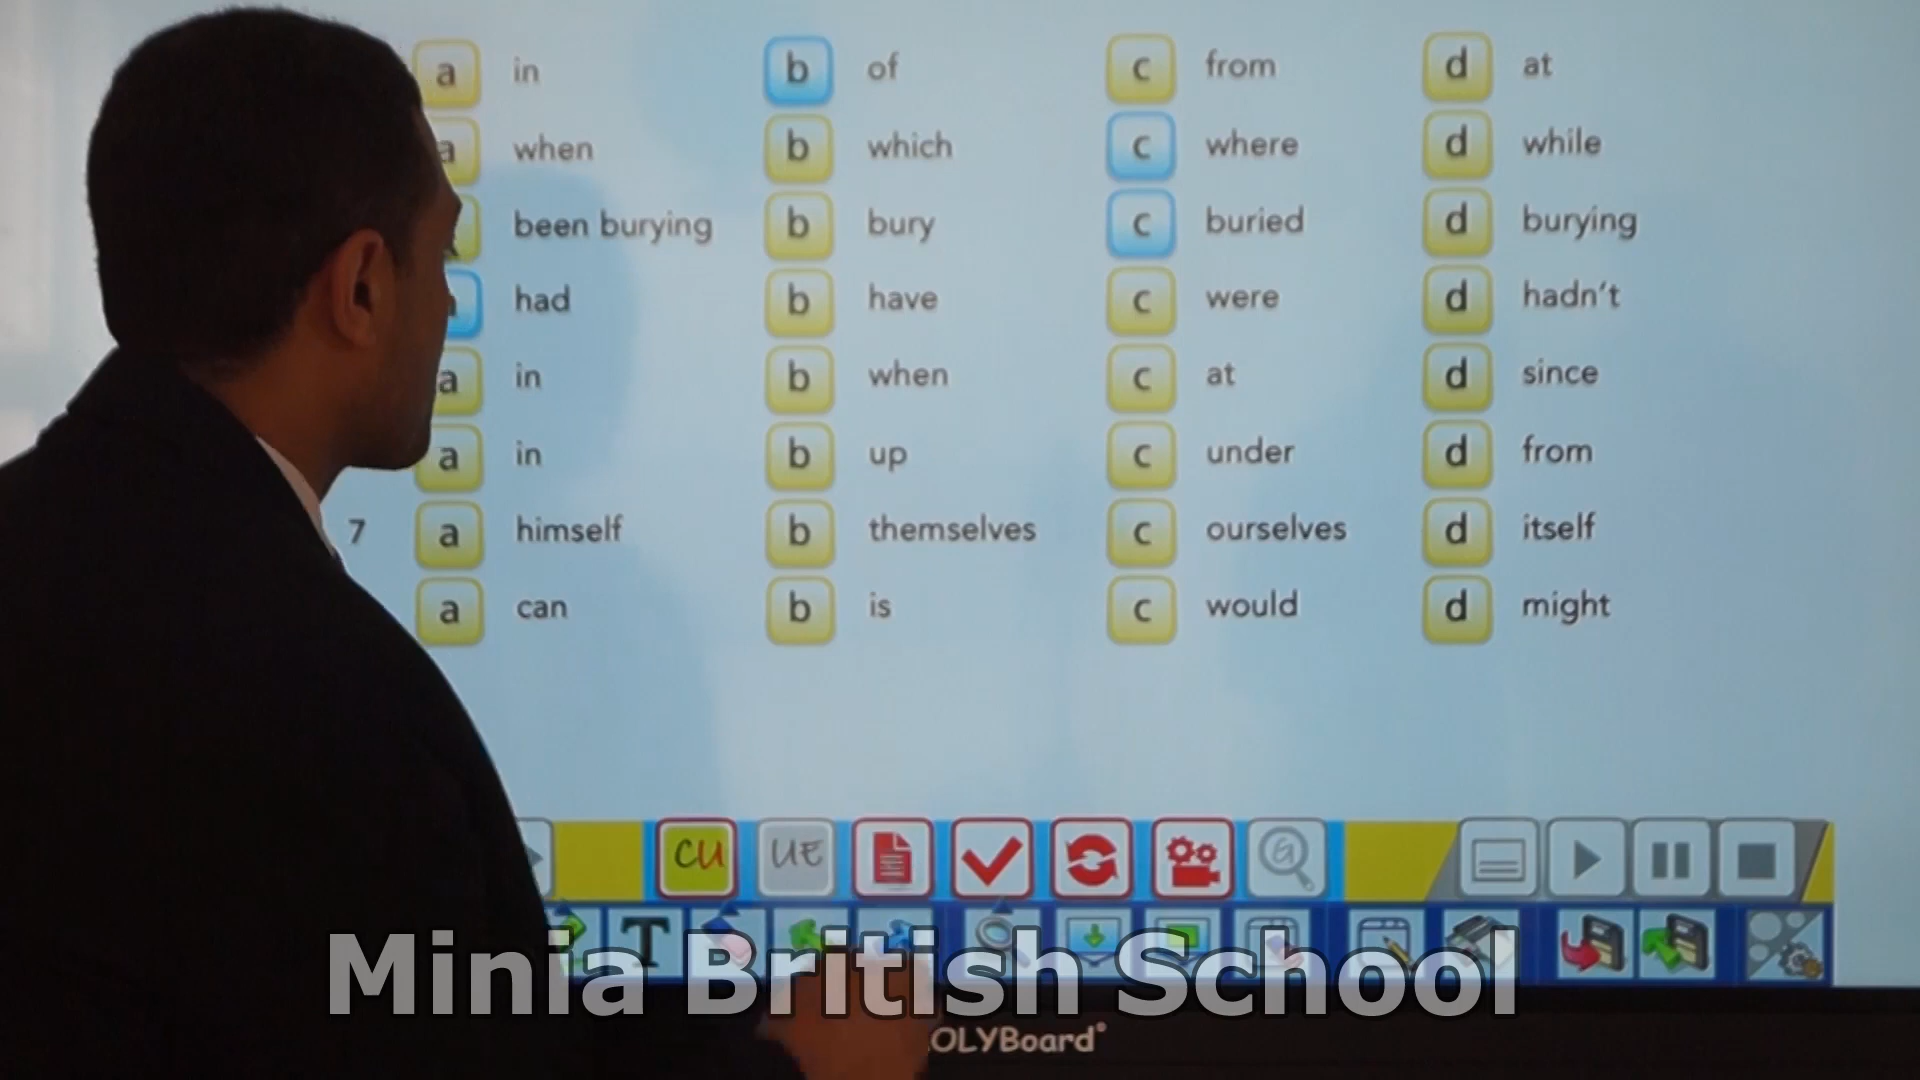 a in b of c from d at
a when b which c where d while
been burying b bury c buried d burying
had b have c were d hadn't
a in b when c at d since
a in b up c under d from
7 a himself b themselves c ourselves d itself
a can b is c would d might
CU UE
T
Minia British School
OLYBoard